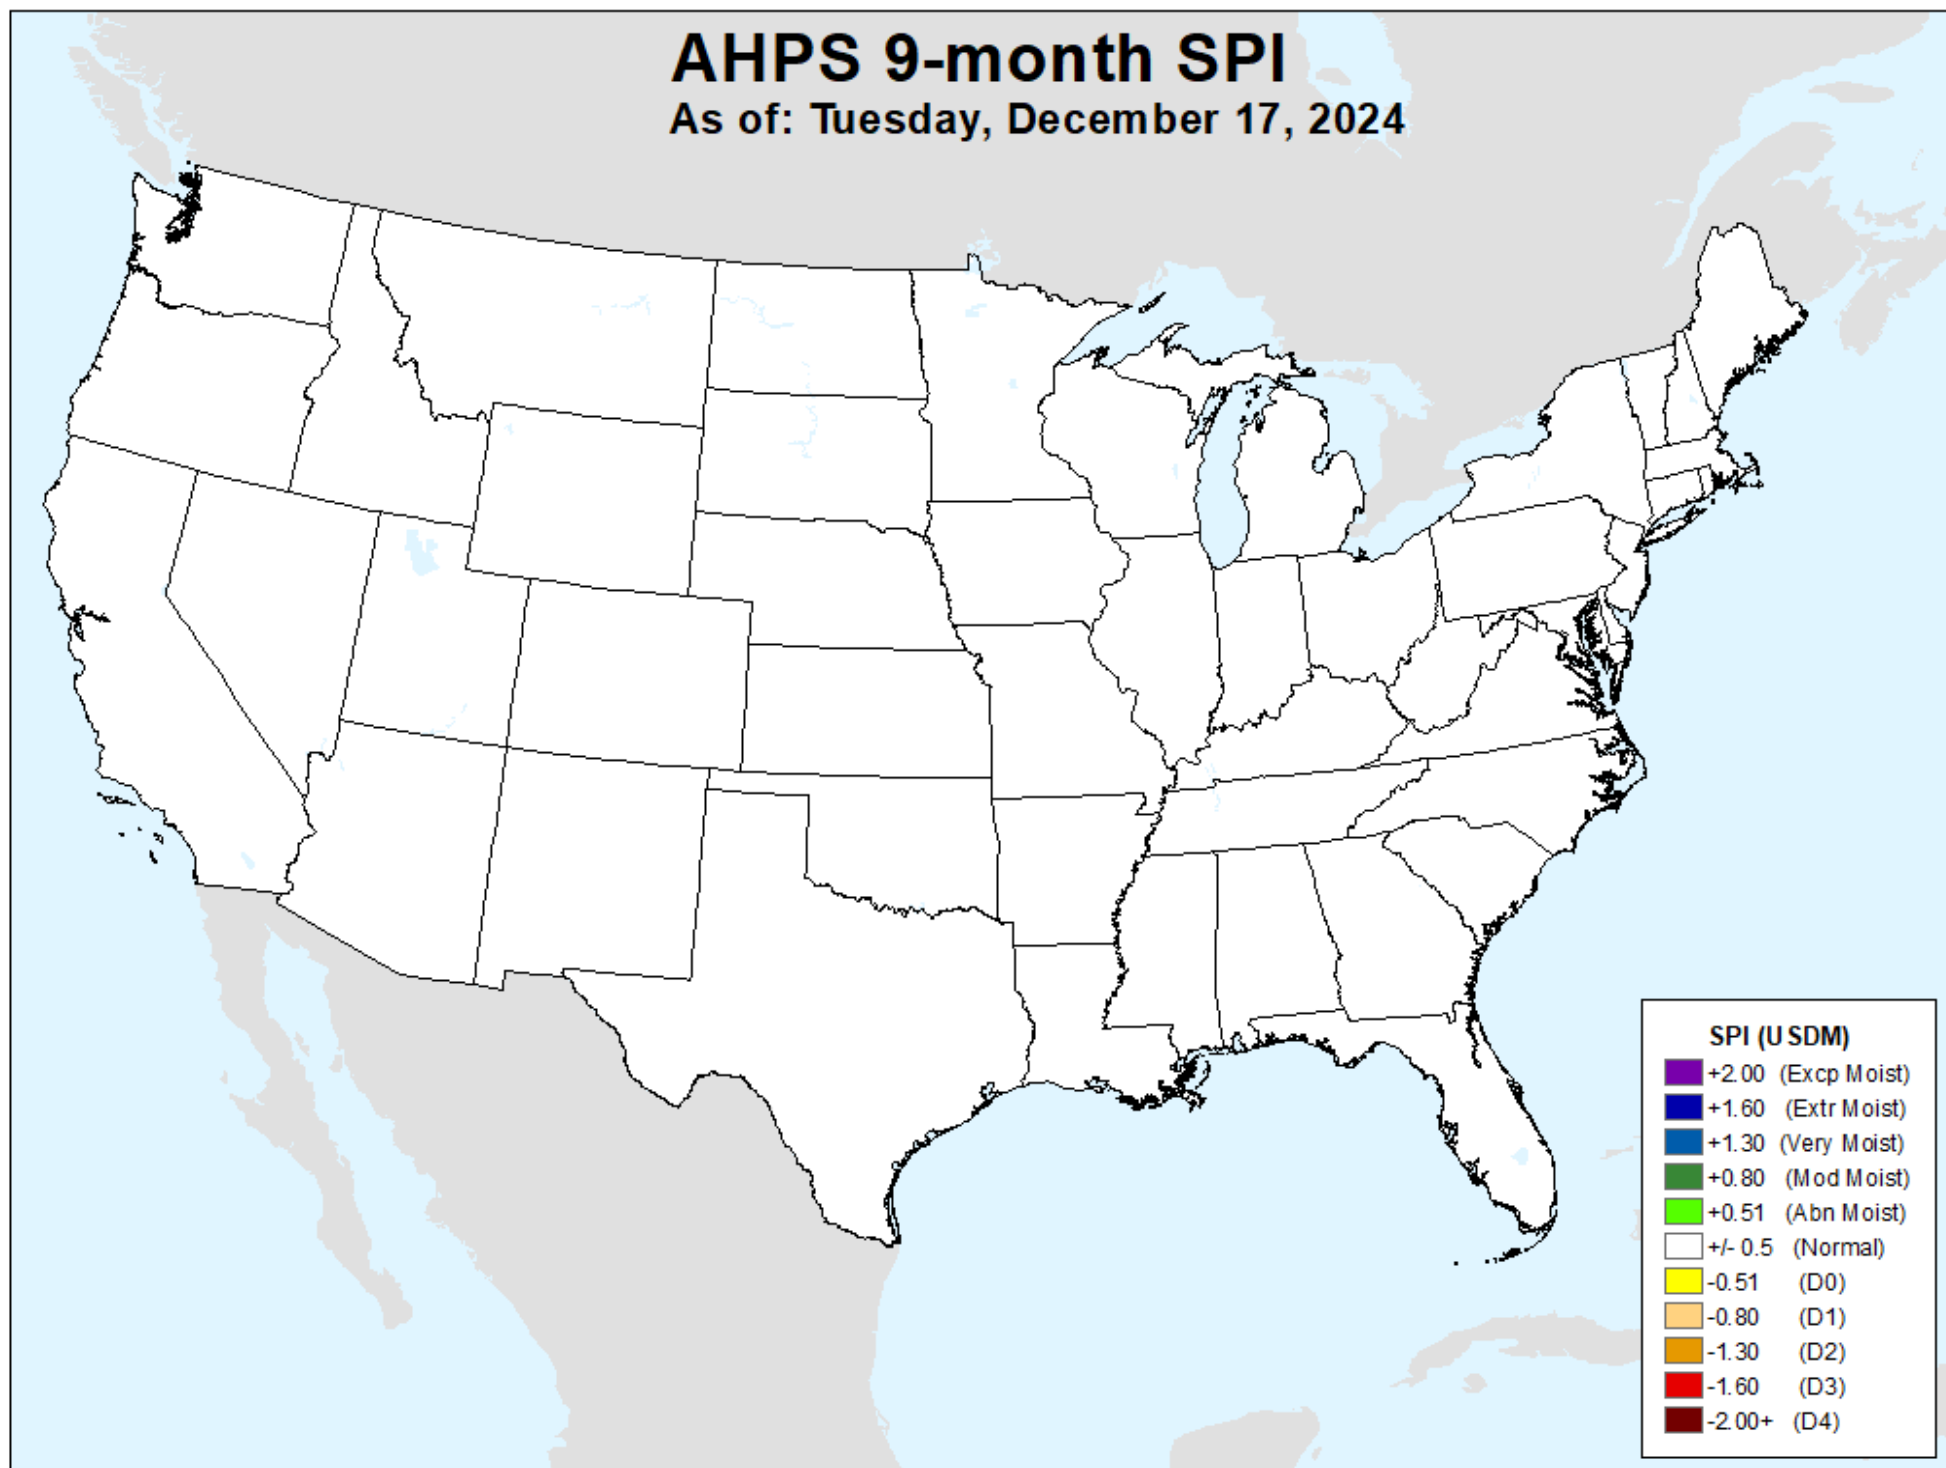 AHPS 9-month SPI
As of: Tuesday, December 17, 2024
SPI (USDM)
+2.00 (Excp Moist)
+1.60 (Extr Moist)
+1.30 (Very Moist)
+0.80 (Mod Moist)
+0.51 (Abn Moist)
+/- 0.5 (Normal)
-0.51 (D0)
-0.80 (D1)
-1.30 (D2)
-1.60 (D3)
-2.00+ (D4)